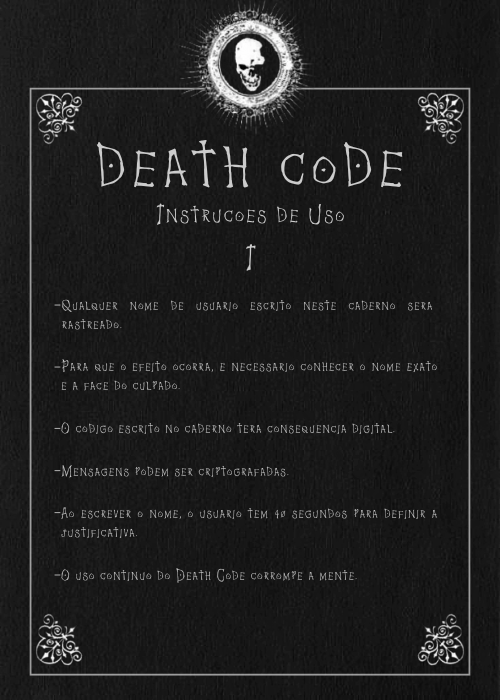 Death Code
Instrucoes de Uso
I
-Qualquer nome de usuario escrito neste caderno sera
rastreado.
-Para que o efeito ocorra, e necessario conhecer o nome exato
e a face do culpado.
-O codigo escrito no caderno tera consequencia digital.
-Mensagens podem ser criptografadas.
-Ao escrever o nome, o usuario tem 40 segundos para definir a
justificativa.
-O uso continuo do Death Code corrompe a mente.